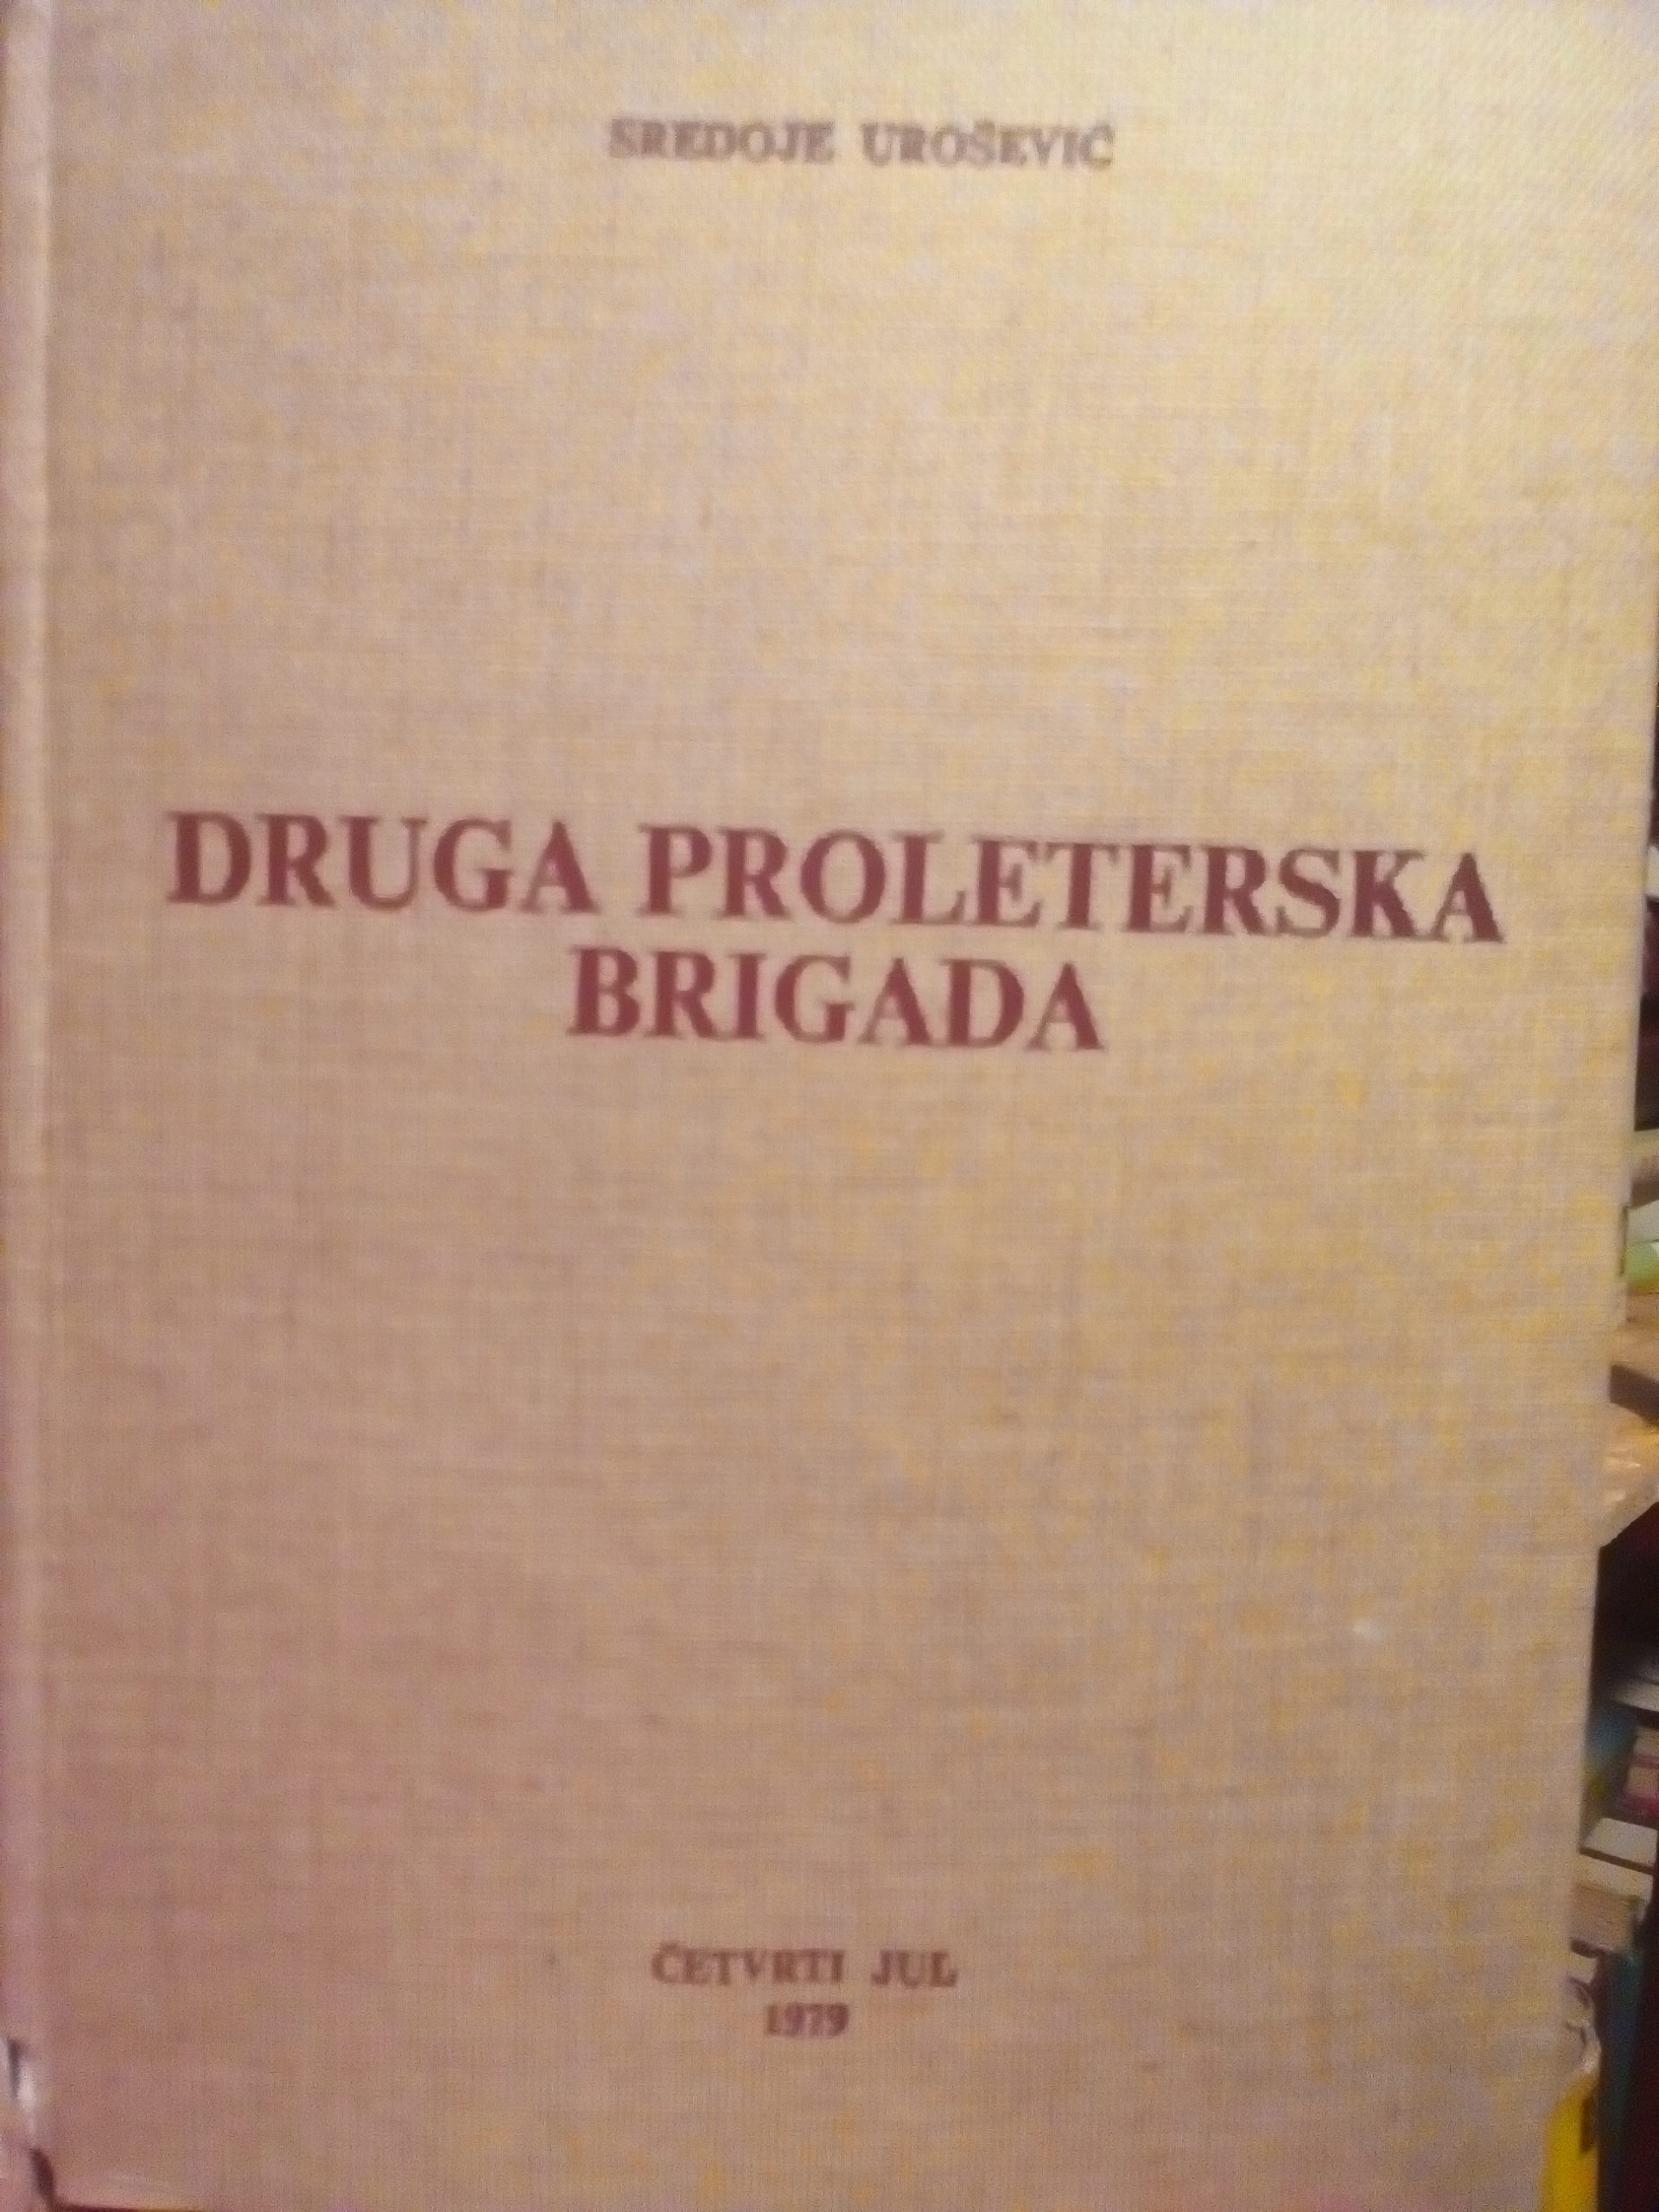 SREDOJE UROŠEVIĆ
DRUGA PROLETERSKA
BRIGADA
ČETVRTI JUL
1979